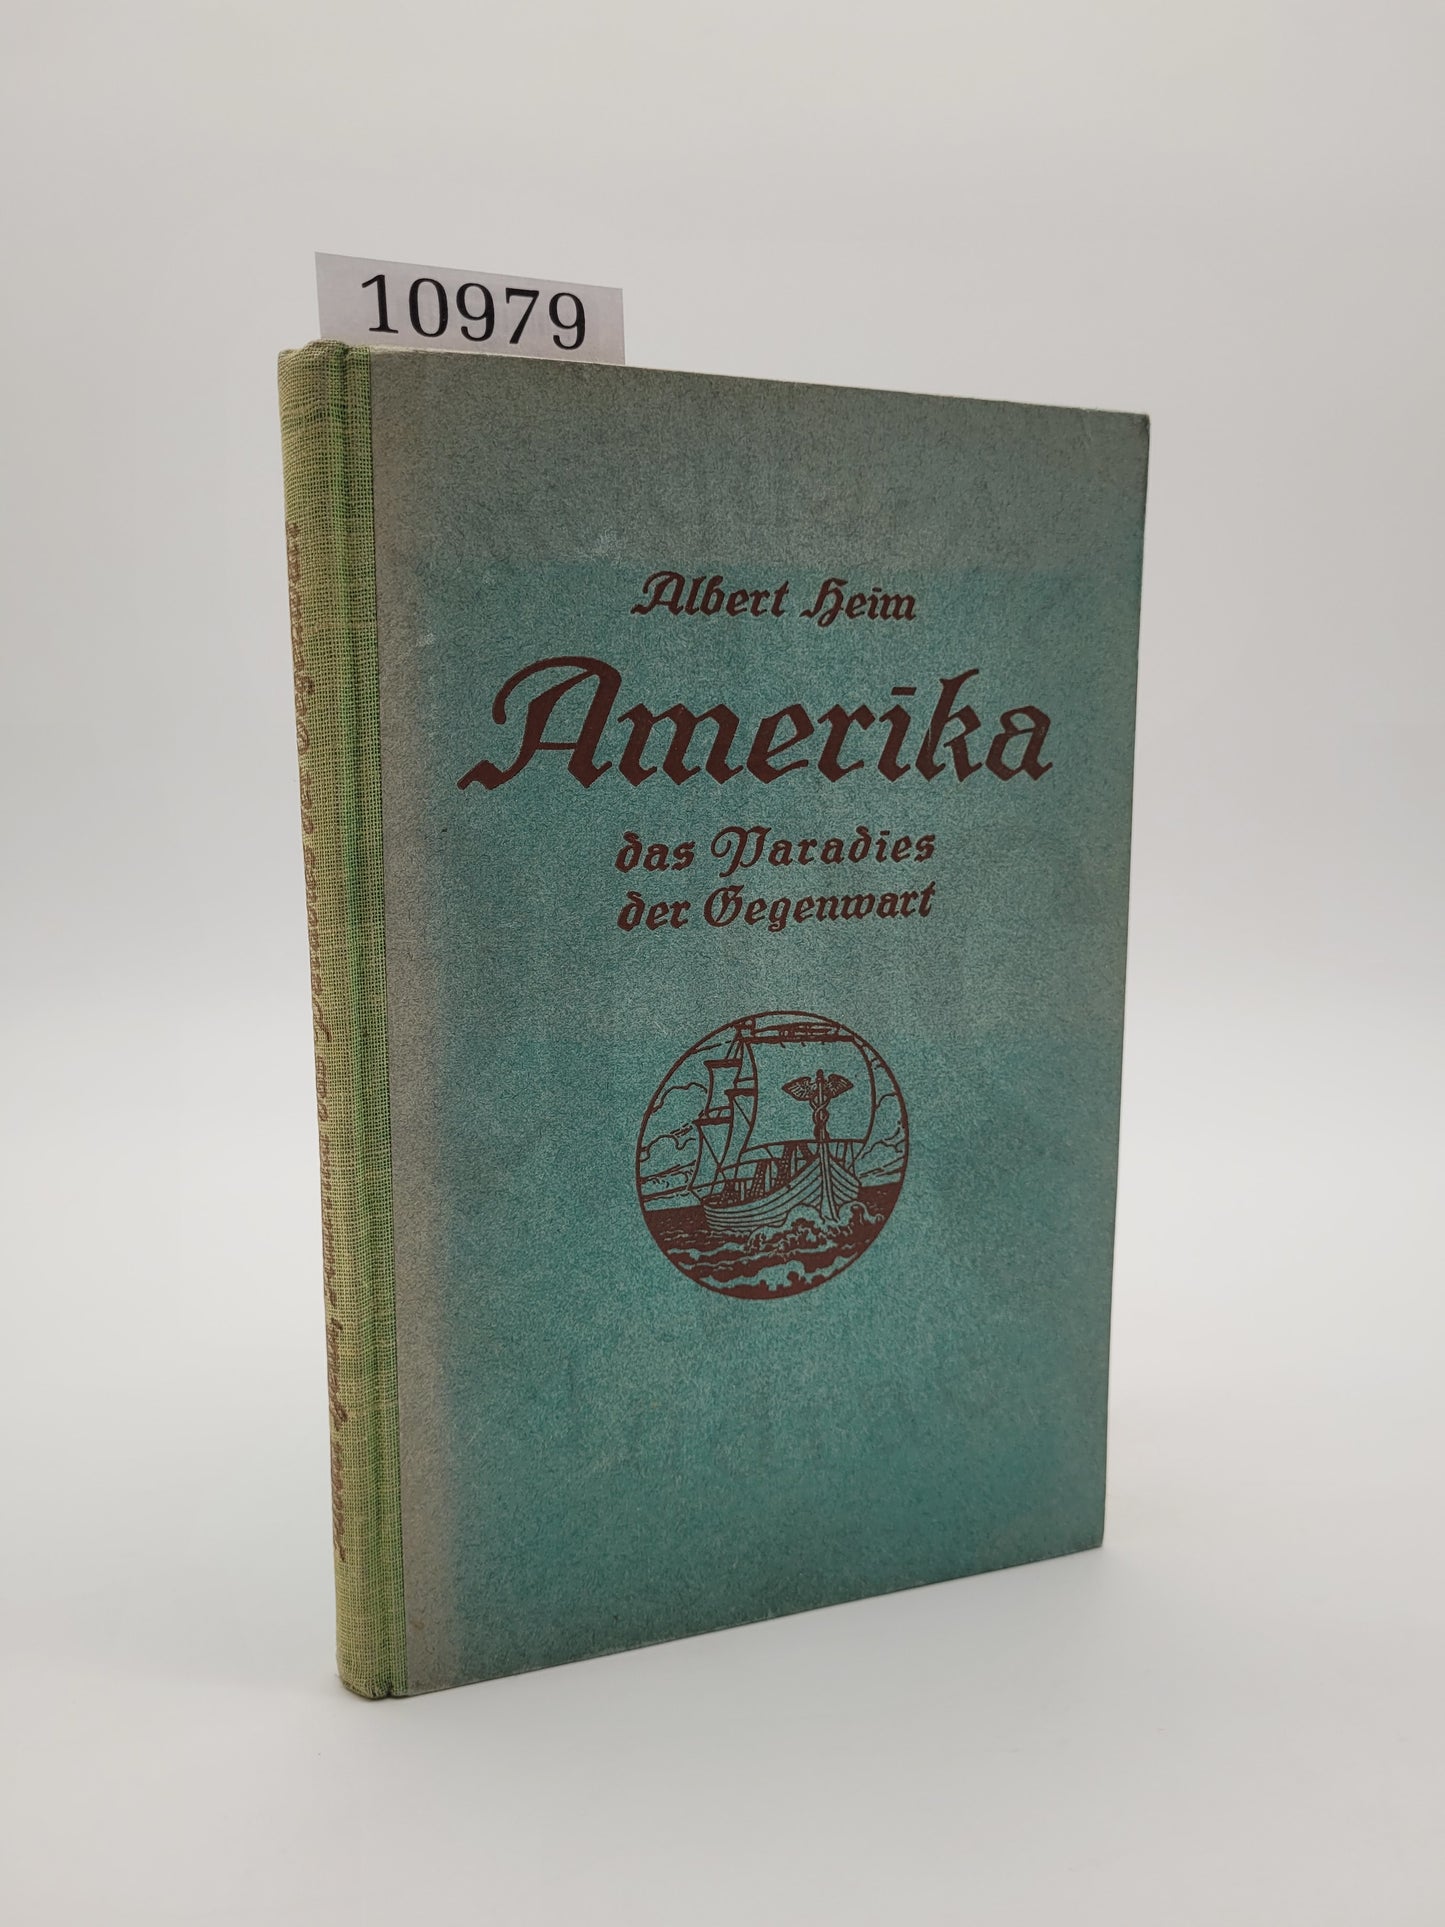 10979
Albert Heim
Amerika
das Paradies
der Gegenwart